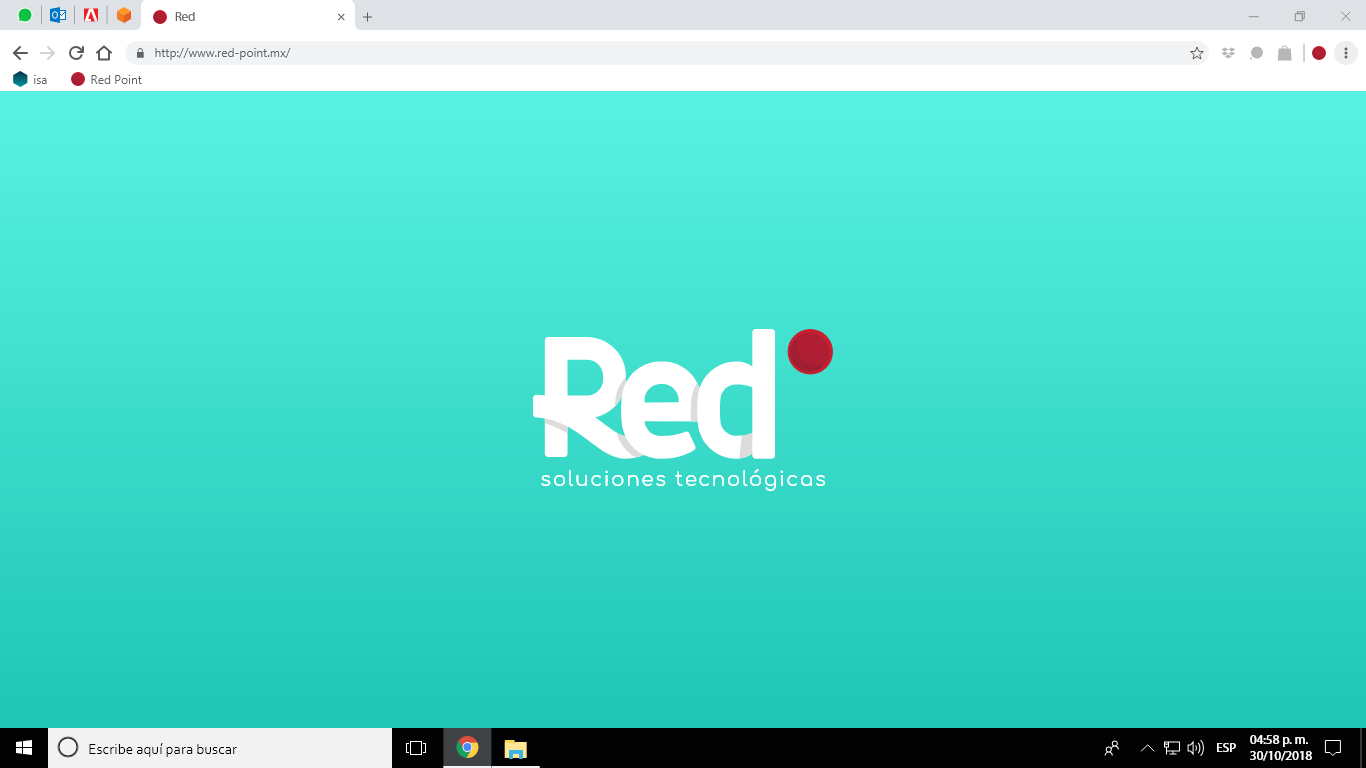 Red
http://www.red-point.mx/
isa
Red Point
Red
soluciones tecnológicas
Escribe aquí para buscar
ESP
04:58 p. m.
30/10/2018